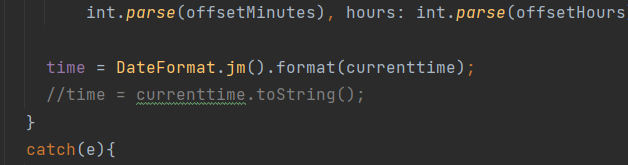 int.parse(offsetMinutes), hours: int.parse(offsetHours
time = DateFormat.jm().format(currenttime);
//time = currenttime.toString();
}
catch(e){